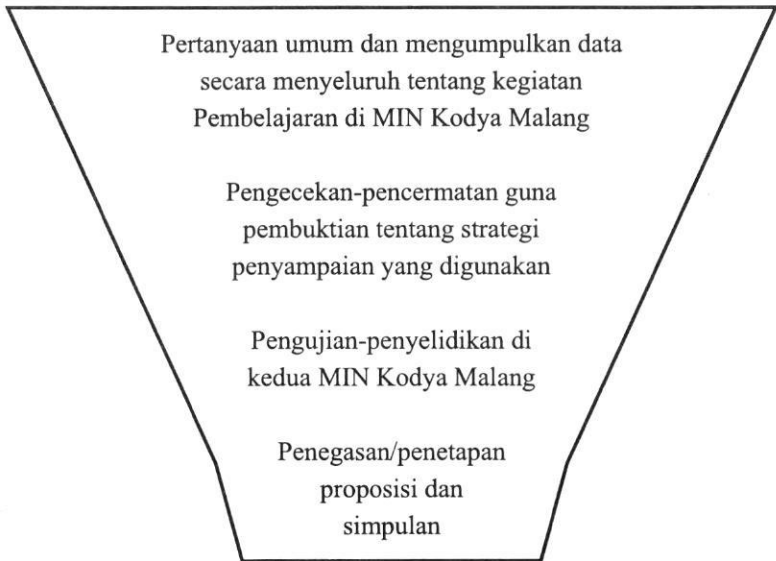 Pertanyaan umum dan mengumpulkan data
secara menyeluruh tentang kegiatan
Pembelajaran di MIN Kodya Malang
Pengecekan-pencermatan guna
pembuktian tentang strategi
penyampaian yang digunakan
Pengujian-penyelidikan di
kedua MIN Kodya Malang
Penegasan/penetapan
proposisi dan
simpulan